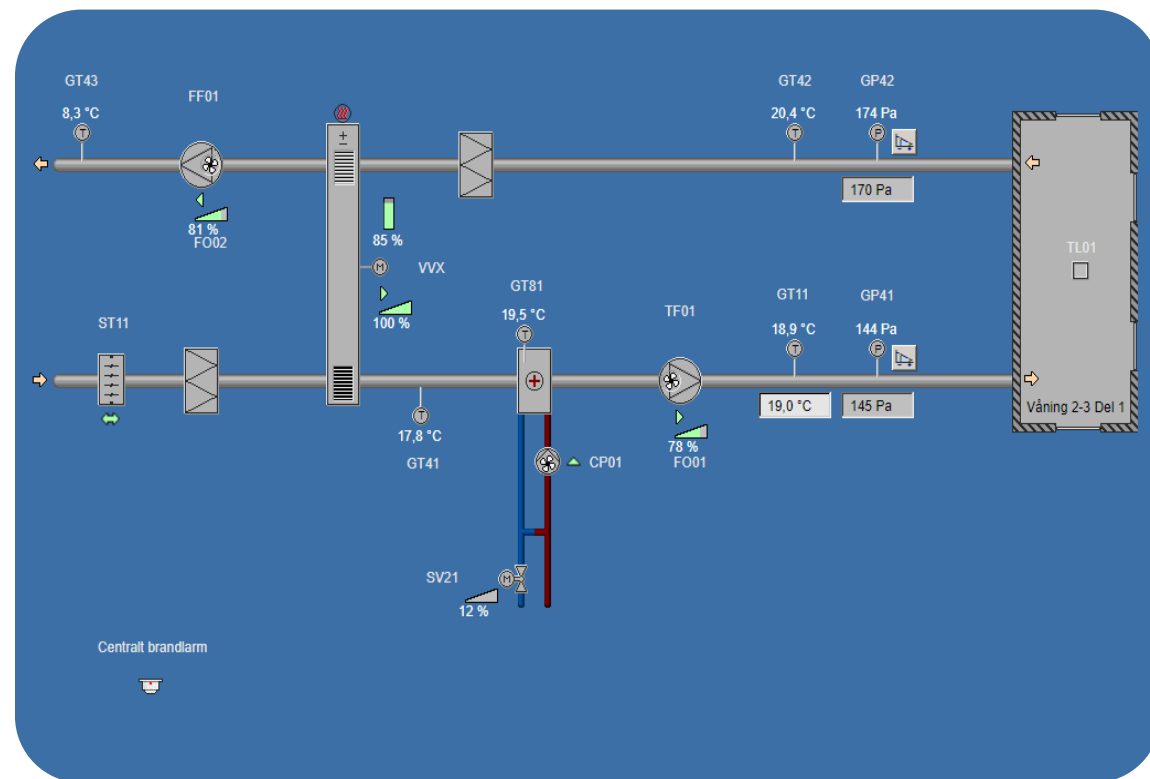 GT43
8,3 °C
T
FF01
81 %
FO02
GT42
20,4 °C
T
GP42
174 Pa
P
170 Pa
85 %
M
VVX
100 %
ST11
GT81
19,5 °C
T
TF01
78 %
FO01
GT11
18,9 °C
T
19,0 °C
GP41
144 Pa
P
145 Pa
TL01
Våning 2-3 Del 1
T
17,8 °C
GT41
CP01
SV21
M
12 %
Centralt brandlarm